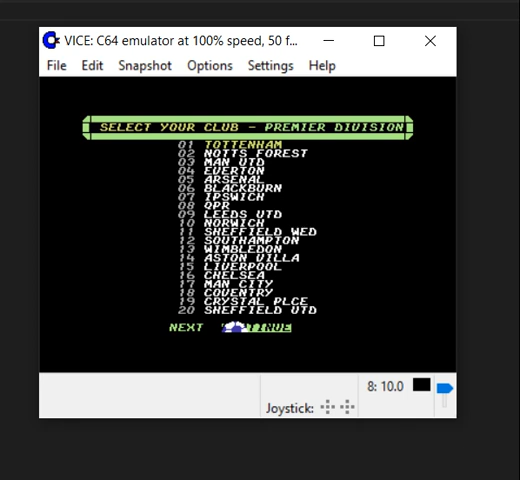 VICE: C64 emulator at 100% speed, 50 f...
File Edit Snapshot Options Settings Help
SELECT YOUR CLUB - PREMIER DIVISION
01 TOTTENHAM
02 NOTTS FOREST
03 MAN UTD
04 EVERTON
05 ARSENAL
06 BLACKBURN
07 IPSWICH
08 QPR
09 LEEDS UTD
10 NORWICH
11 SHEFFIELD WED
12 SOUTHAMPTON
13 WIMBLEDON
14 ASTON VILLA
15 LIVERPOOL
16 CHELSEA
17 MAN CITY
18 COVENTRY
19 CRYSTAL PLCE
20 SHEFFIELD UTD
NEXT
8: 10.0
Joystick: